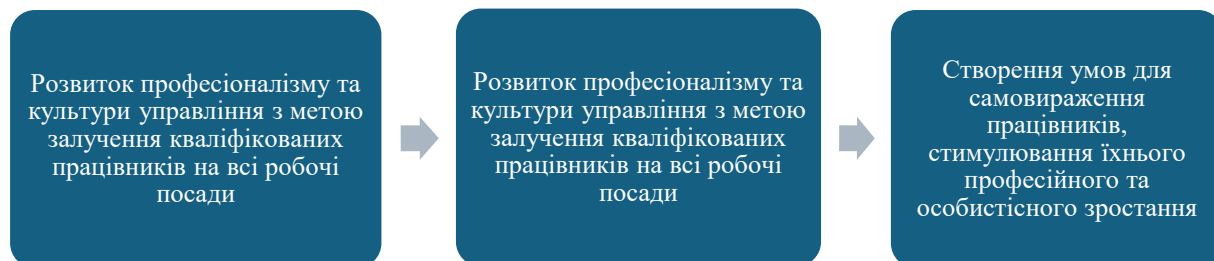 Розвиток професіоналізму та
культури управління з метою
залучення кваліфікованих
працівників на всі робочі
посади
Розвиток професіоналізму та
культури управління з метою
залучення кваліфікованих
працівників на всі робочі
посади
Створення умов для
самовираження
працівників,
стимулювання їхнього
професійного та
особистісного зростання